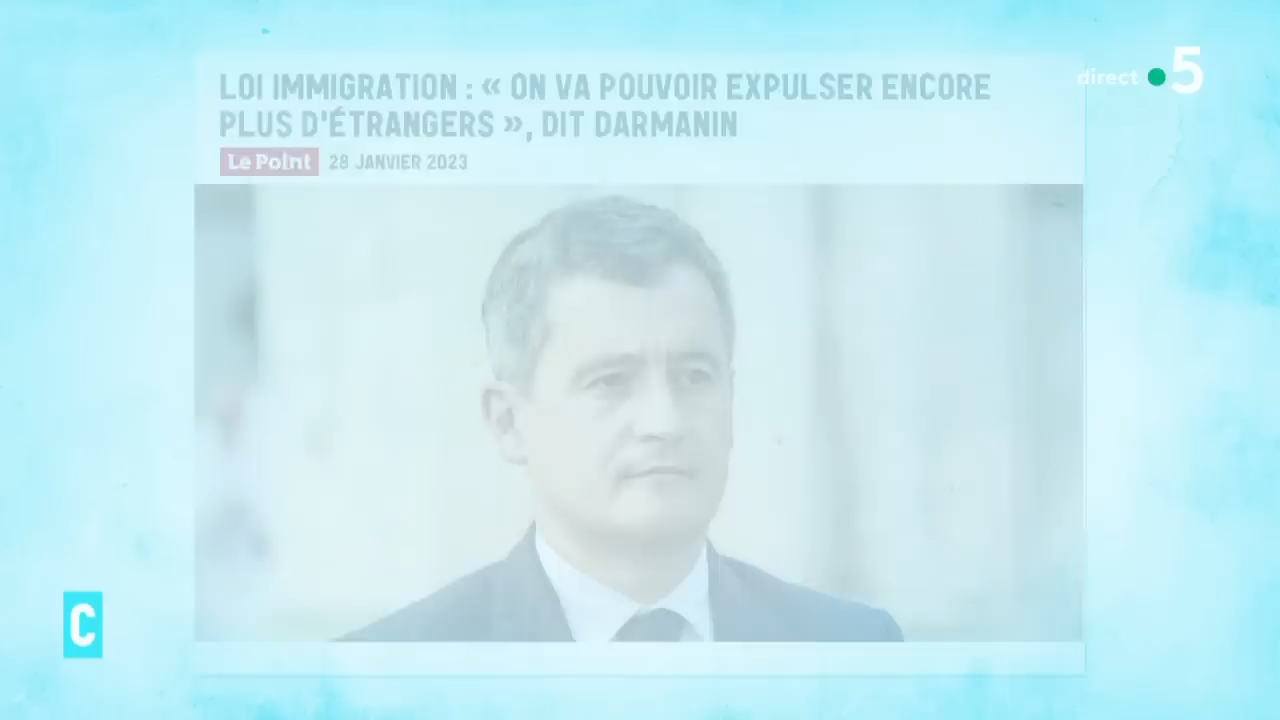 LOI IMMIGRATION : « ON VA POUVOIR EXPULSER ENCORE
PLUS D'ÉTRANGERS », DIT DARMANIN
Le Point 28 JANVIER 2023
direct 5
C